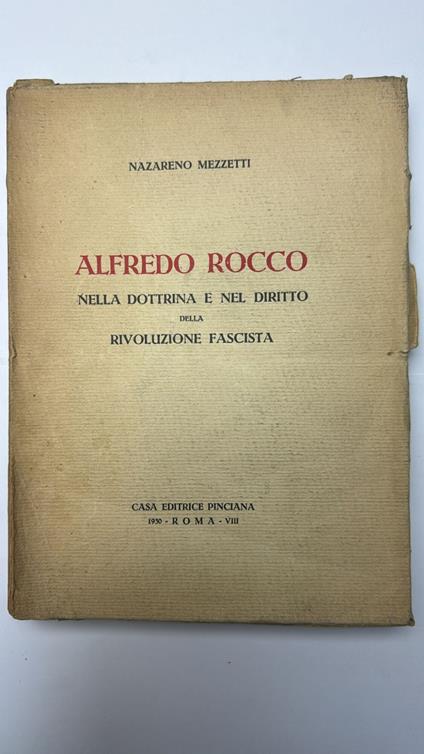 NAZARENO MEZZETTI
ALFREDO ROCCO
NELLA DOTTRINA E NEL DIRITTO
DELLA
RIVOLUZIONE FASCISTA
CASA EDITRICE PINCIANA
1930 - ROMA - VIII